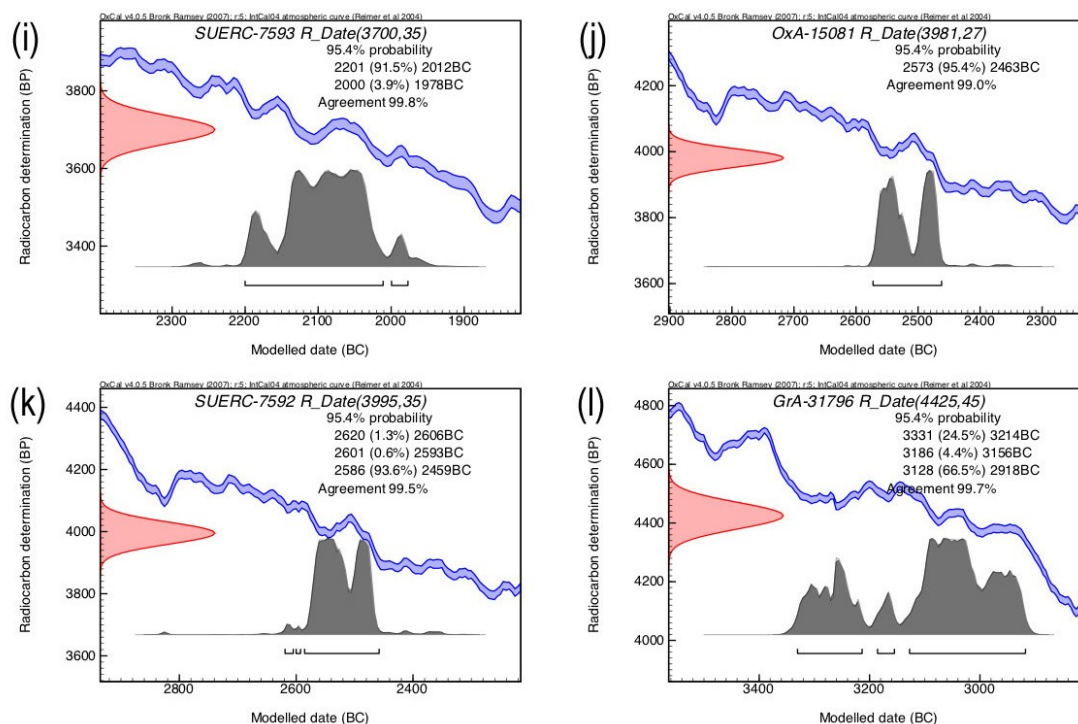 (i)
OxCal v4.0.5 Bronk Ramsey (2007); r:5; IntCal04 atmospheric curve (Reimer et al 2004)
SUERC-7593 R_Date(3700,35)
95.4% probability
2201 (91.5%) 2012BC
2000 (3.9%) 1978BC
Agreement 99.8%
Radiocarbon determination (BP)
3800
3600
3400
2300 2200 2100 2000 1900
Modelled date (BC)
(j)
OxCal v4.0.5 Bronk Ramsey (2007); r:5; IntCal04 atmospheric curve (Reimer et al 2004)
OxA-15081 R_Date(3981,27)
95.4% probability
2573 (95.4%) 2463BC
Agreement 99.0%
Radiocarbon determination (BP)
4200
4000
3800
3600
2900 2800 2700 2600 2500 2400 2300
Modelled date (BC)
(k)
OxCal v4.0.5 Bronk Ramsey (2007); r:5; IntCal04 atmospheric curve (Reimer et al 2004)
SUERC-7592 R_Date(3995,35)
95.4% probability
2620 (1.3%) 2606BC
2601 (0.6%) 2593BC
2586 (93.6%) 2459BC
Agreement 99.5%
Radiocarbon determination (BP)
4400
4200
4000
3800
3600
2800 2600 2400
Modelled date (BC)
(l)
OxCal v4.0.5 Bronk Ramsey (2007); r:5; IntCal04 atmospheric curve (Reimer et al 2004)
GrA-31796 R_Date(4425,45)
95.4% probability
3331 (24.5%) 3214BC
3186 (4.4%) 3156BC
3128 (66.5%) 2918BC
Agreement 99.7%
Radiocarbon determination (BP)
4800
4600
4400
4200
4000
3400 3200 3000
Modelled date (BC)